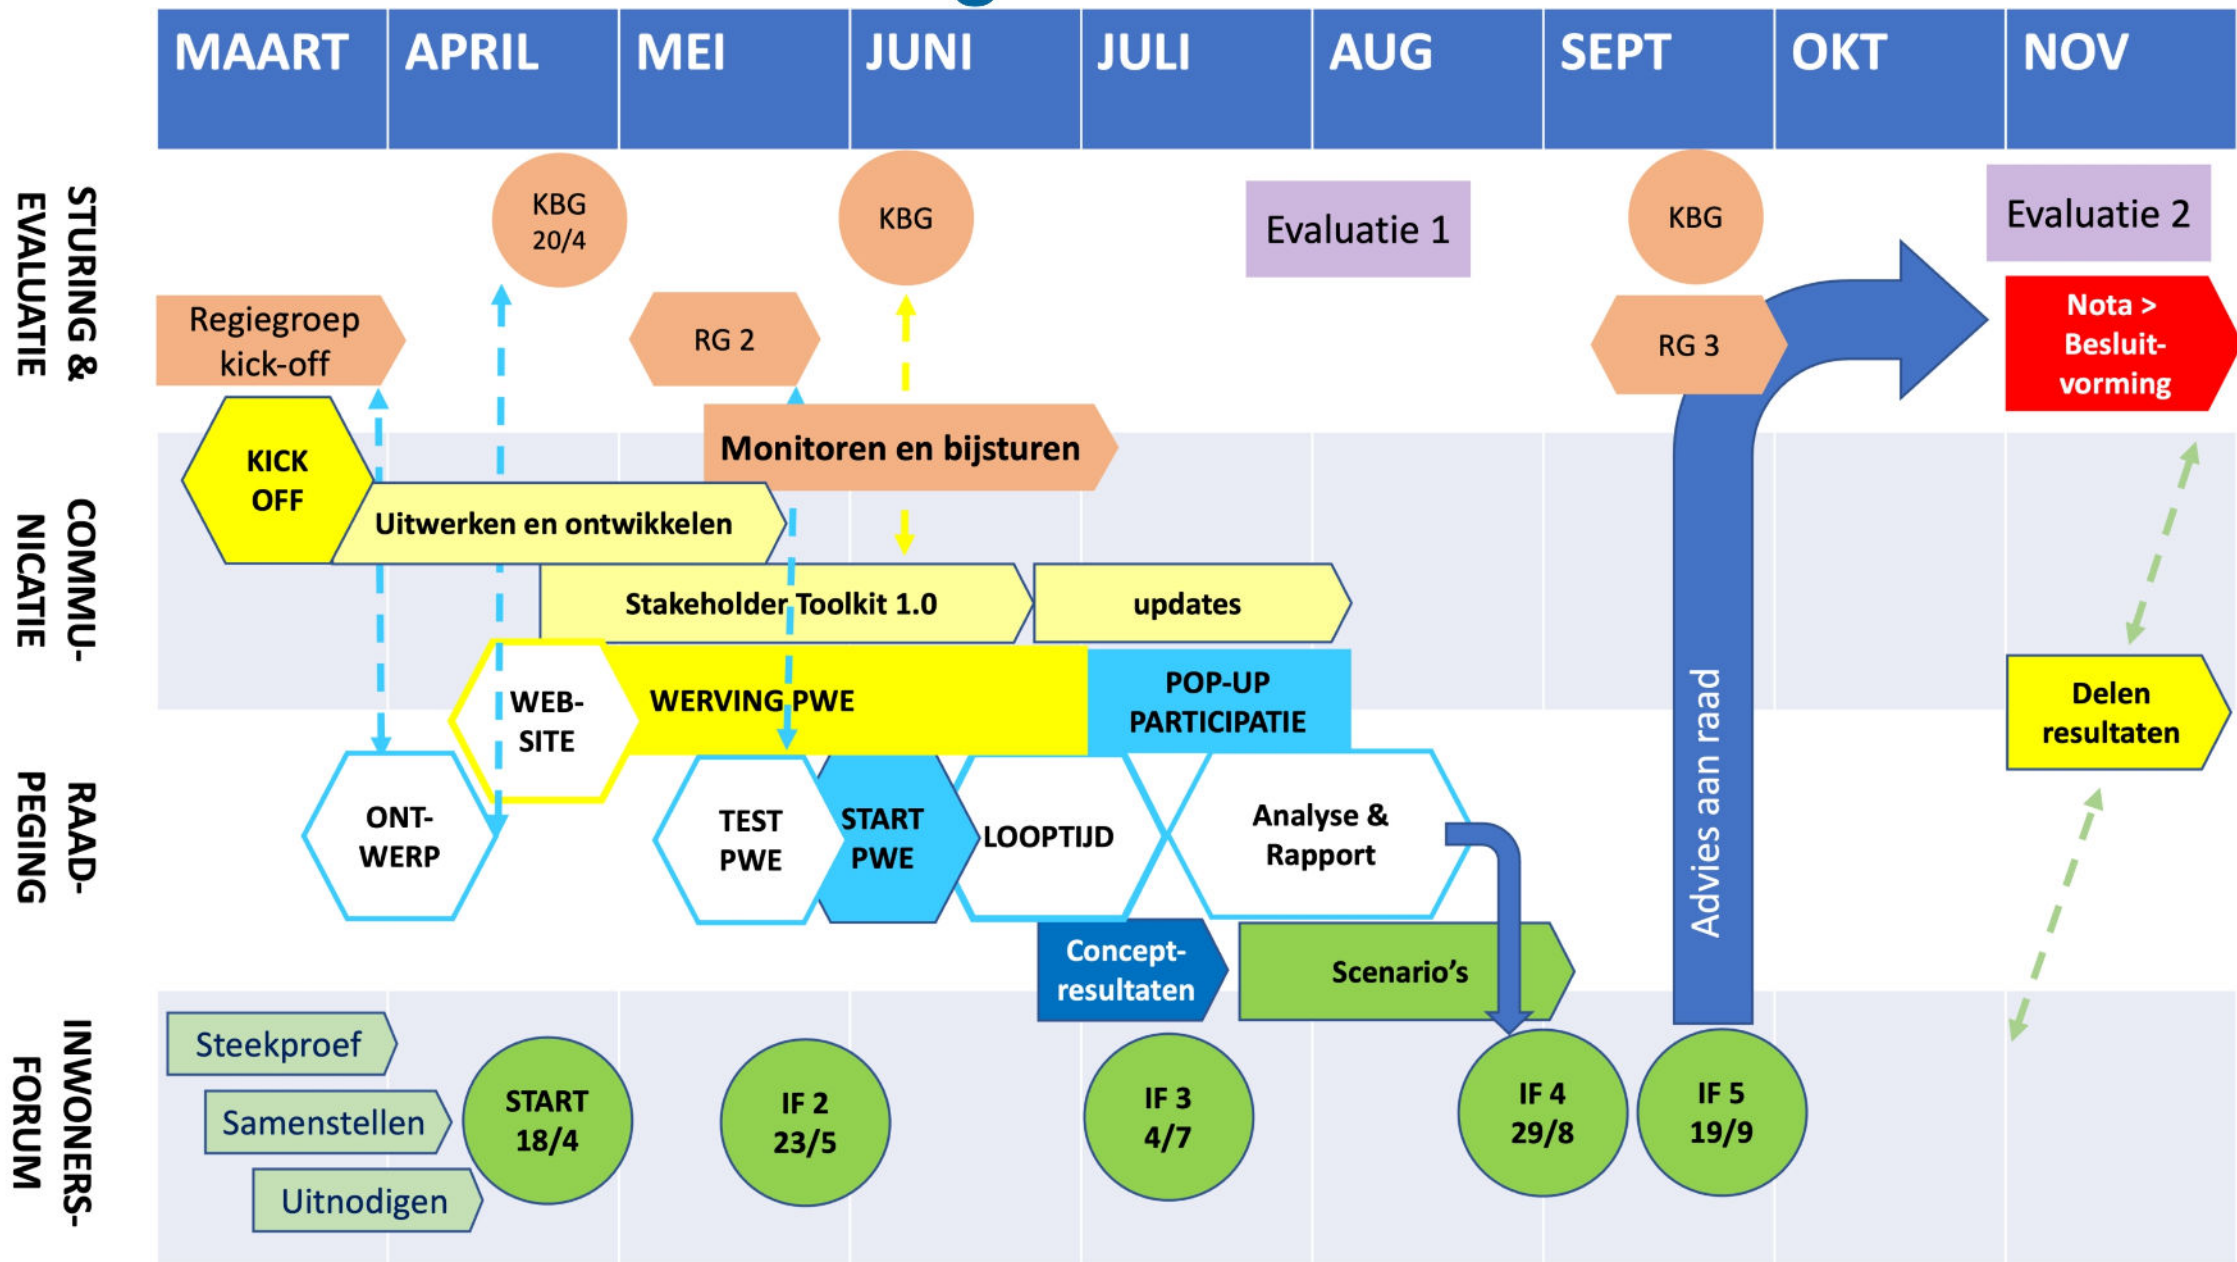 MAART
APRIL
MEI
JUNI
JULI
AUG
SEPT
OKT
NOV
STURING &
EVALUATIE
KBG
20/4
KBG
Evaluatie 1
KBG
Evaluatie 2
Regiegroep
kick-off
RG 2
RG 3
Nota >
Besluit-
vorming
Monitoren en bijsturen
COMMU-
NICATIE
KICK
OFF
Uitwerken en ontwikkelen
Stakeholder Toolkit 1.0
updates
WEB-
SITE
WERVING PWE
POP-UP
PARTICIPATIE
Delen
resultaten
Advies aan raad
RAAD-
PEGING
ONT-
WERP
TEST
PWE
START
PWE
LOOPTIJD
Analyse &
Rapport
Concept-
resultaten
Scenario's
INWONERS-
FORUM
Steekproef
Samenstellen
Uitnodigen
START
18/4
IF 2
23/5
IF 3
4/7
IF 4
29/8
IF 5
19/9